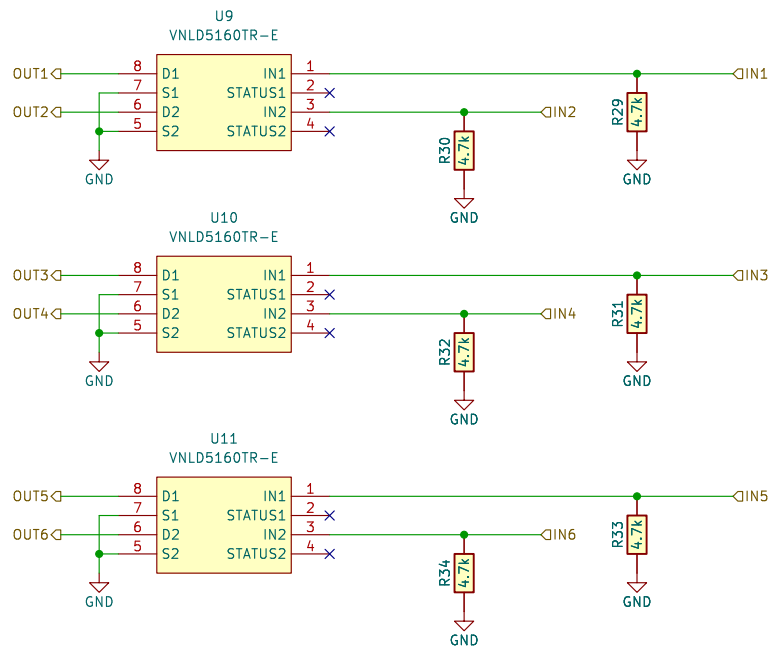 U9
VNLD5160TR-E
OUT1 8 D1 IN1 1 IN1
7 S1 STATUS1 2
OUT2 6 D2 IN2 3 IN2
5 S2 STATUS2 4
R29 4.7k
R30 4.7k
GND GND
GND
U10
VNLD5160TR-E
OUT3 8 D1 IN1 1 IN3
7 S1 STATUS1 2
OUT4 6 D2 IN2 3 IN4
5 S2 STATUS2 4
R31 4.7k
R32 4.7k
GND GND
GND
U11
VNLD5160TR-E
OUT5 8 D1 IN1 1 IN5
7 S1 STATUS1 2
OUT6 6 D2 IN2 3 IN6
5 S2 STATUS2 4
R33 4.7k
R34 4.7k
GND GND
GND